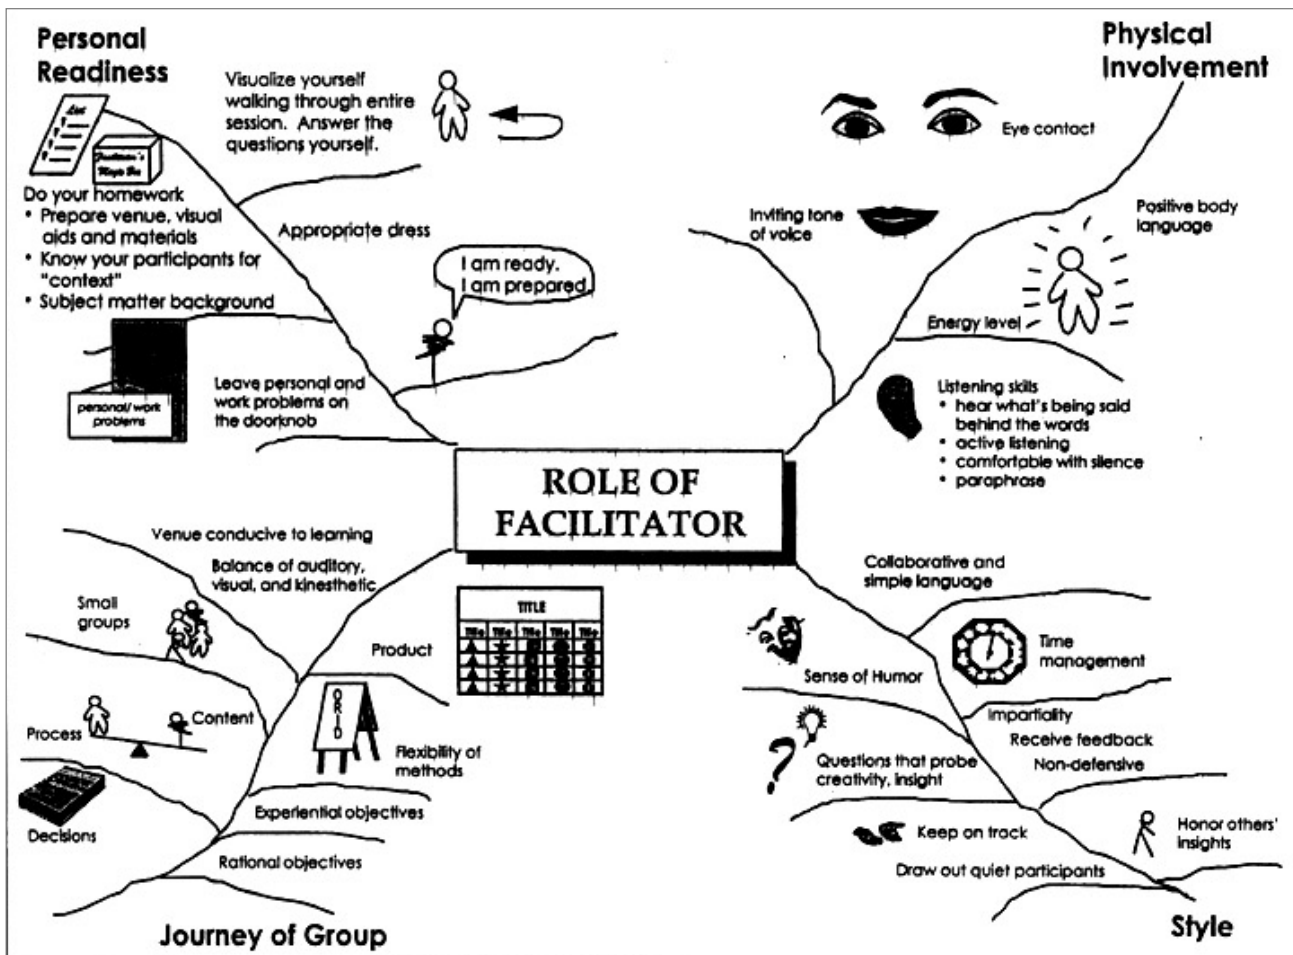 Personal
Readiness
List
Do your homework
• Prepare venue, visual
aids and materials
• Know your participants for
"context"
• Subject matter background
Visualize yourself
walking through entire
session. Answer the
questions yourself.
Appropriate dress
I am ready.
I am prepared
personal/work
problems
Leave personal and
work problems on
the doorknob
Physical
Involvement
Eye contact
Inviting tone
of voice
Positive body
language
Energy level
Listening skills
• hear what's being said
behind the words
• active listening
• comfortable with silence
• paraphrase
ROLE OF
FACILITATOR
Venue conducive to learning
Balance of auditory,
visual, and kinesthetic
Small
groups
Product
TITLE
Title Title Title Title Title
Content
Process
GRID
Flexibility of
methods
Decisions
Experiential objectives
Rational objectives
Journey of Group
Collaborative and
simple language
Time
management
Sense of Humor
Impartiality
Receive feedback
Non-defensive
Questions that probe
creativity, insight
Keep on track
Honor others'
insights
Draw out quiet participants
Style